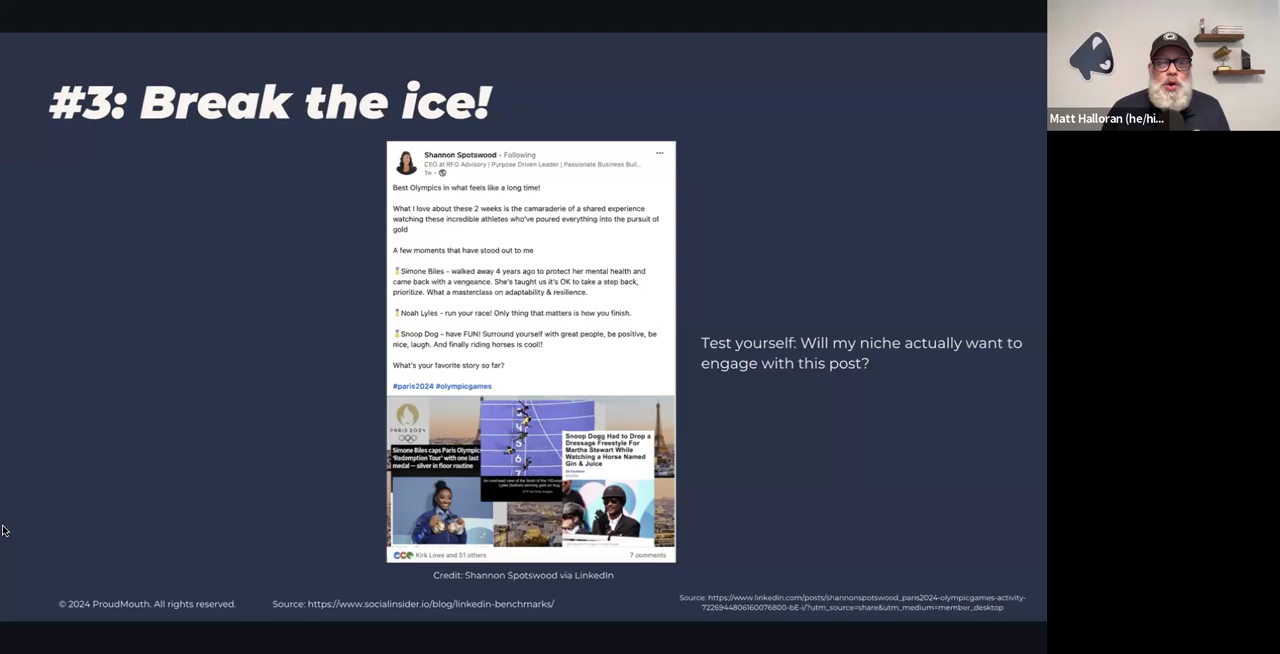 #3: Break the ice!
Matt Halloran (he/hi...
Shannon Spotswood • Following
CEO at RFG Advisory | Purpose Driven Leader | Passionate Business Buil...
1w •
Best Olympics in what feels like a long time!
What I love about these 2 weeks is the camaraderie of a shared experience
watching these incredible athletes who've poured everything into the pursuit of
gold
A few moments that have stood out to me
Simone Biles - walked away 4 years ago to protect her mental health and
came back with a vengeance. She's taught us it's OK to take a step back,
prioritize. What a masterclass on adaptability & resilience.
Noah Lyles - run your race! Only thing that matters is how you finish.
Snoop Dog - have FUN! Surround yourself with great people, be positive, be
nice, laugh. And finally riding horses is cool!!
What's your favorite story so far?
#paris2024 #olympicgames
PARIS 2024
Simone Biles caps Paris Olympic
'Redemption Tour' with one last
medal — silver in floor routine
4
5
6
7
Snoop Dogg Had to Drop a
Dressage Freestyle For
Martha Stewart While
Watching a Horse Named
Gin & Juice
Kirk Lowe and 51 others
7 comments
Test yourself: Will my niche actually want to
engage with this post?
Credit: Shannon Spotswood via LinkedIn
© 2024 ProudMouth. All rights reserved.
Source: https://www.socialinsider.io/blog/linkedin-benchmarks/
Source: https://www.linkedin.com/posts/shannonspotswood_paris2024-olympicgames-activity-
7226944806160076800-bE-i/?utm_source=share&utm_medium=member_desktop